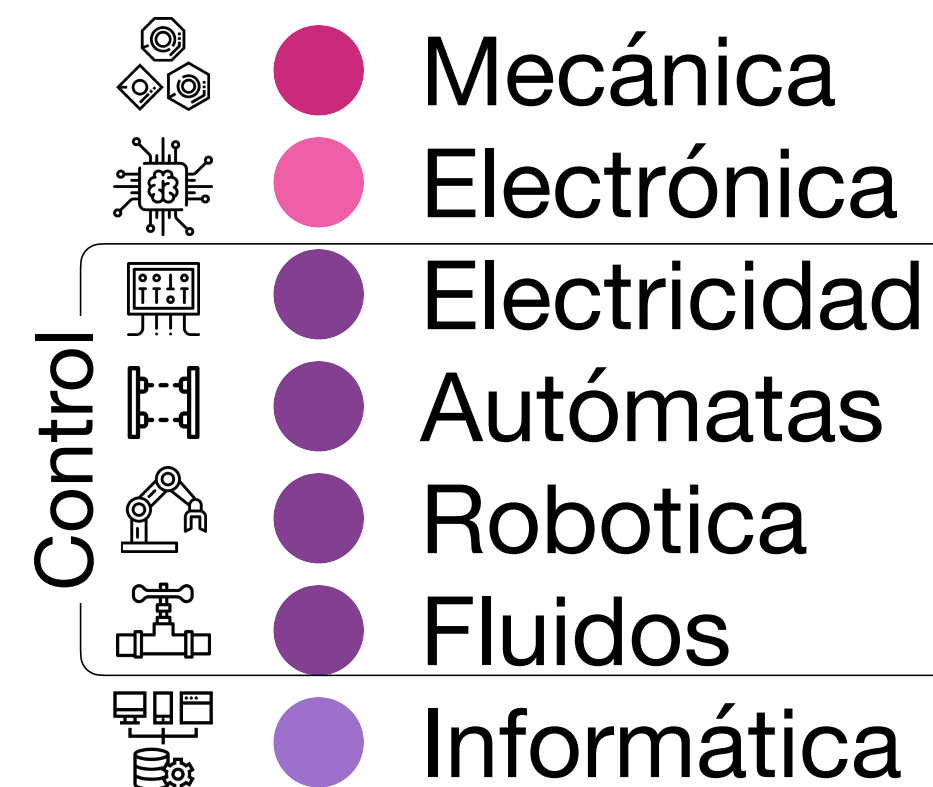 Mecánica
Electrónica
Control
Electricidad
Autómatas
Robotica
Fluidos
Informática